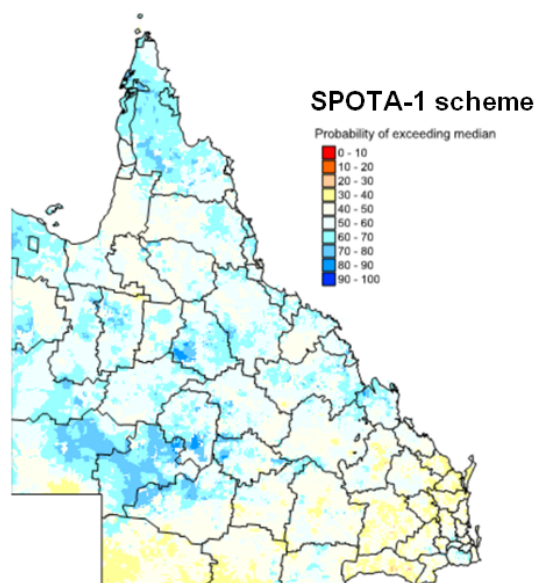 SPOTA-1 scheme
Probability of exceeding median
0 - 10
10 - 20
20 - 30
30 - 40
40 - 50
50 - 60
60 - 70
70 - 80
80 - 90
90 - 100